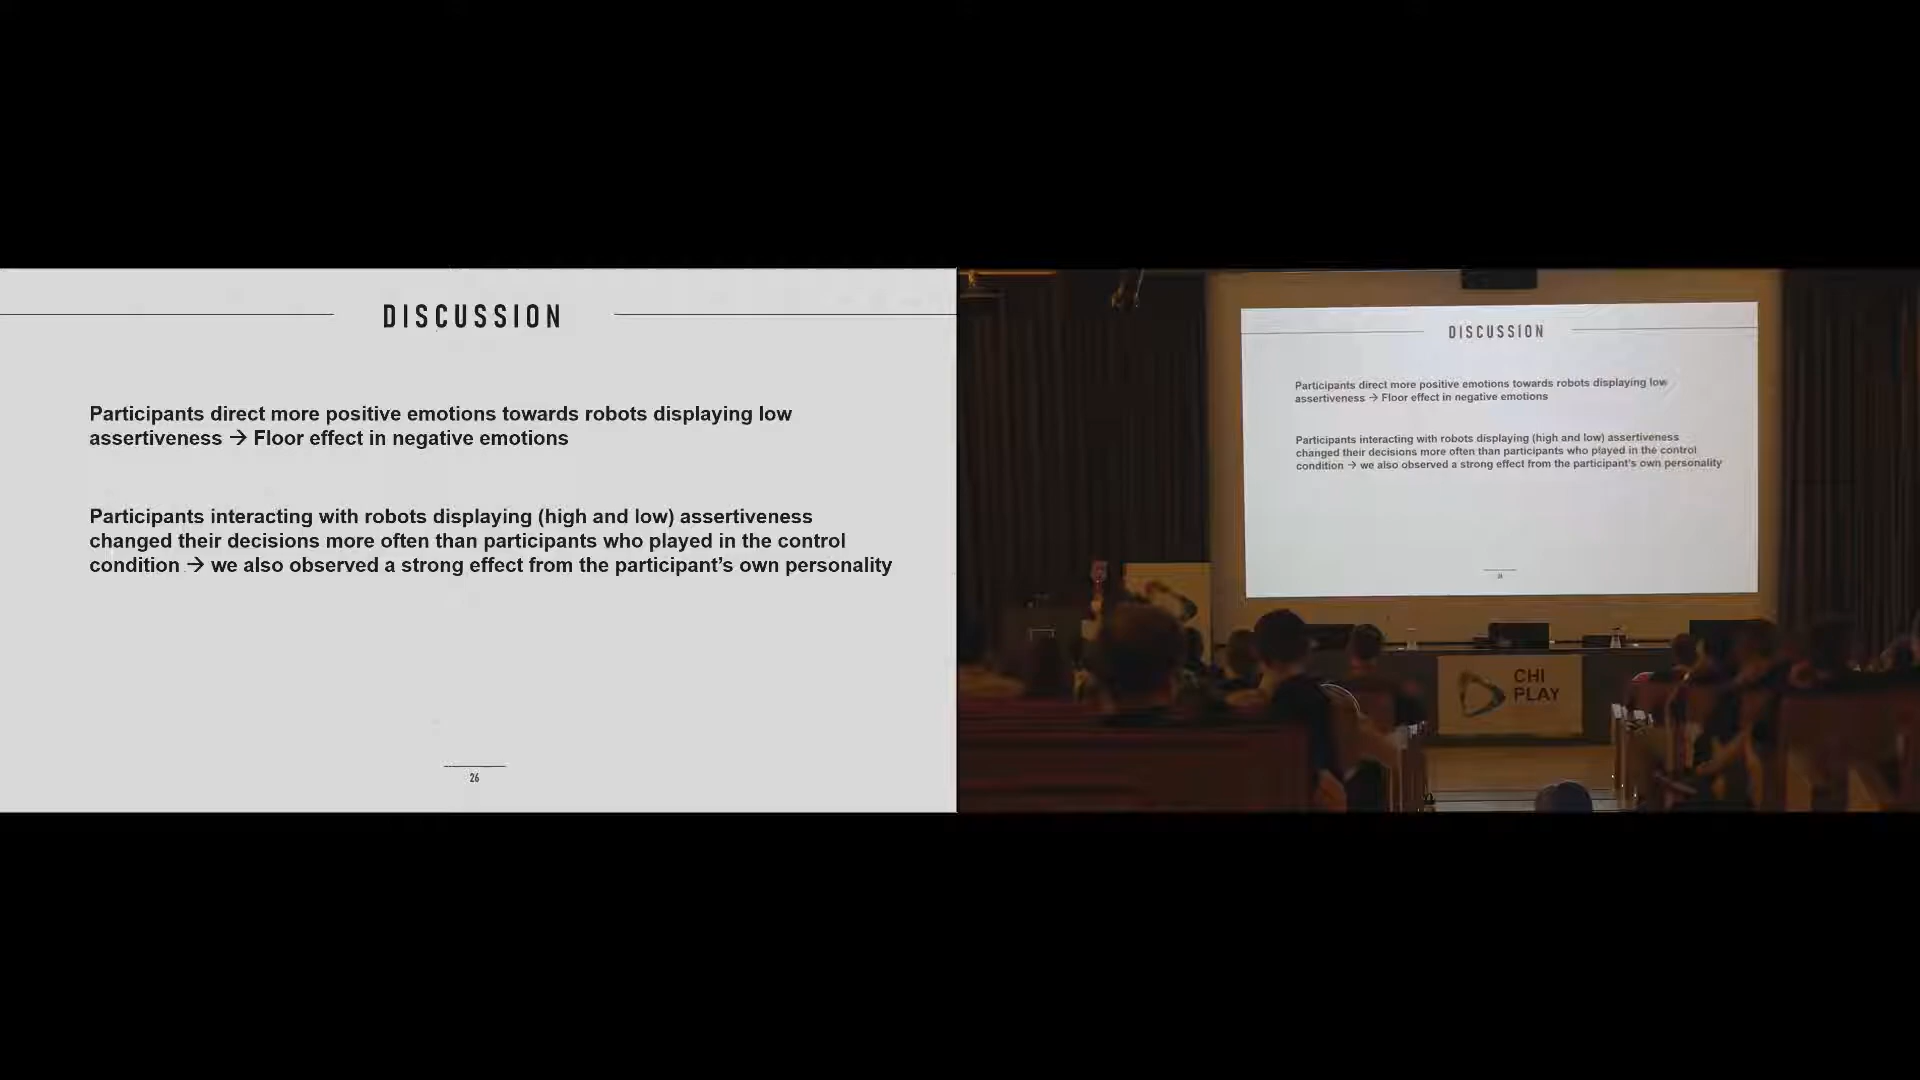 DISCUSSION
Participants direct more positive emotions towards robots displaying low
assertiveness → Floor effect in negative emotions
Participants interacting with robots displaying (high and low) assertiveness
changed their decisions more often than participants who played in the control
condition → we also observed a strong effect from the participant’s own personality
26
DISCUSSION
Participants direct more positive emotions towards robots displaying low
assertiveness → Floor effect in negative emotions
Participants interacting with robots displaying (high and low) assertiveness
changed their decisions more often than participants who played in the control
condition → we also observed a strong effect from the participant’s own personality
26
CHI
PLAY